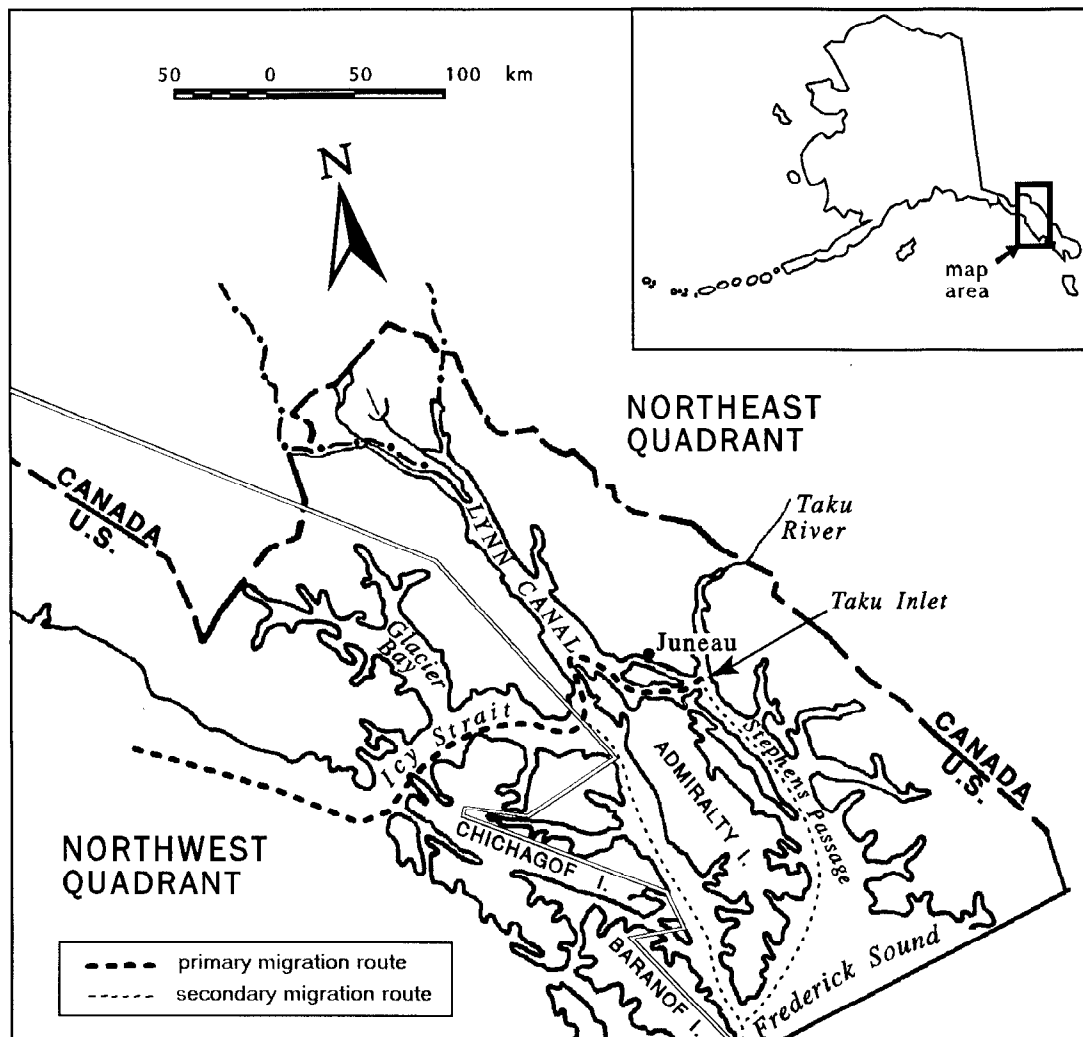 50 0 50 100 km
N
map
area
NORTHEAST
QUADRANT
CANADA
U.S.
Taku
River
LYNN CANAL
Taku Inlet
Juneau
Glacier
Bay
Icy Strait
Stephens Passage
ADMIRALTY I.
CANADA
U.S.
NORTHWEST
QUADRANT
CHICHAGOF I.
BARANOF I.
Frederick Sound
primary migration route
secondary migration route